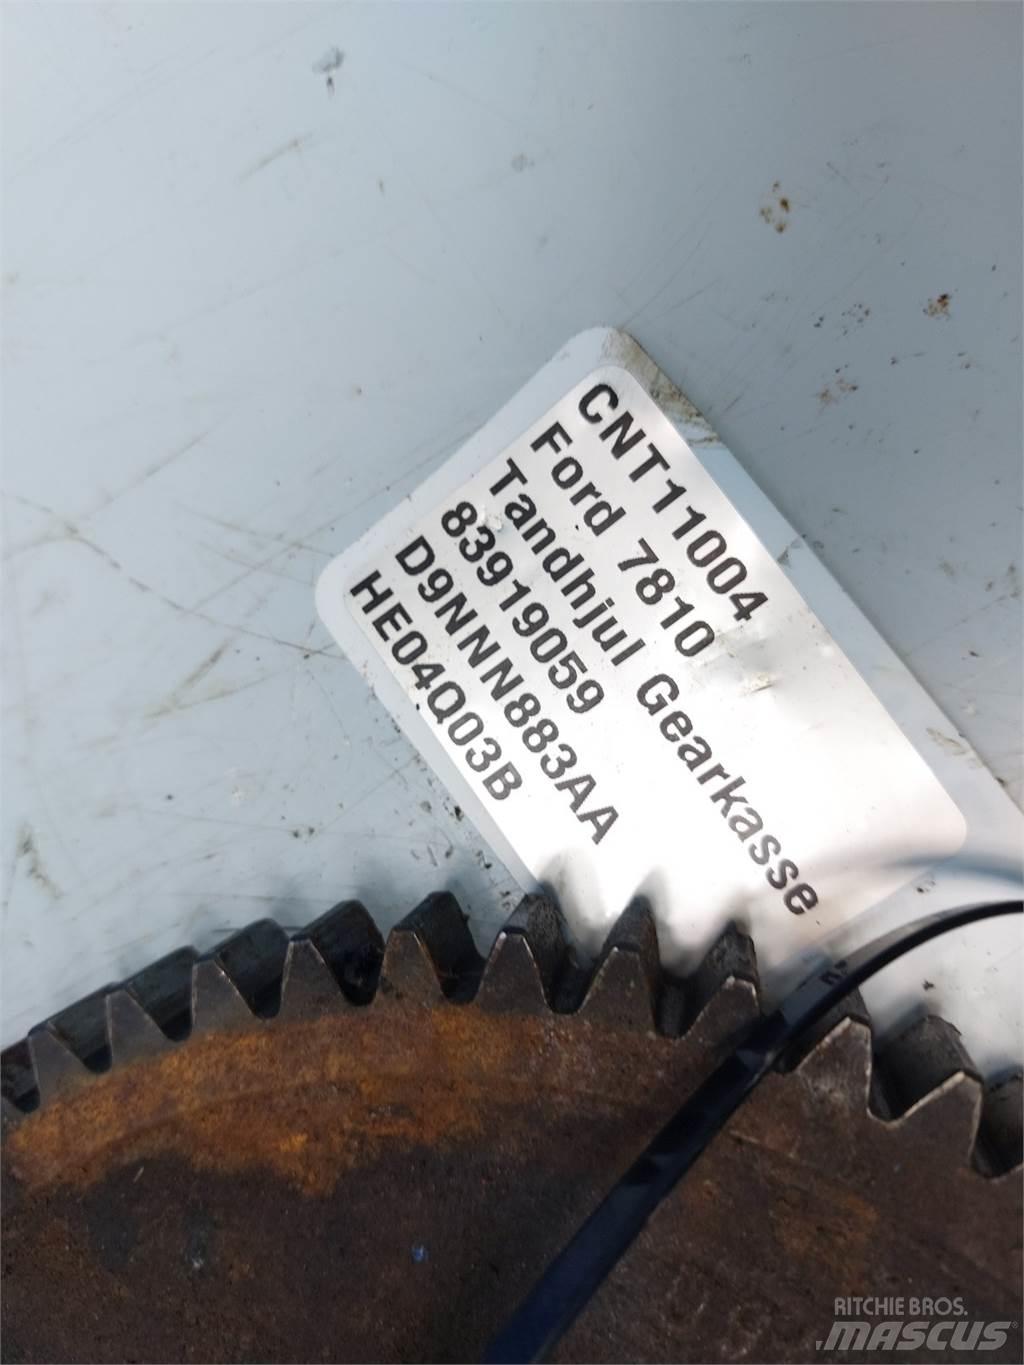 CNT11004
Ford 7810
Tandhjul Gearkasse
83919059
D9NNN883AA
HE04Q03B
RITCHIE BROS.
MASCUS